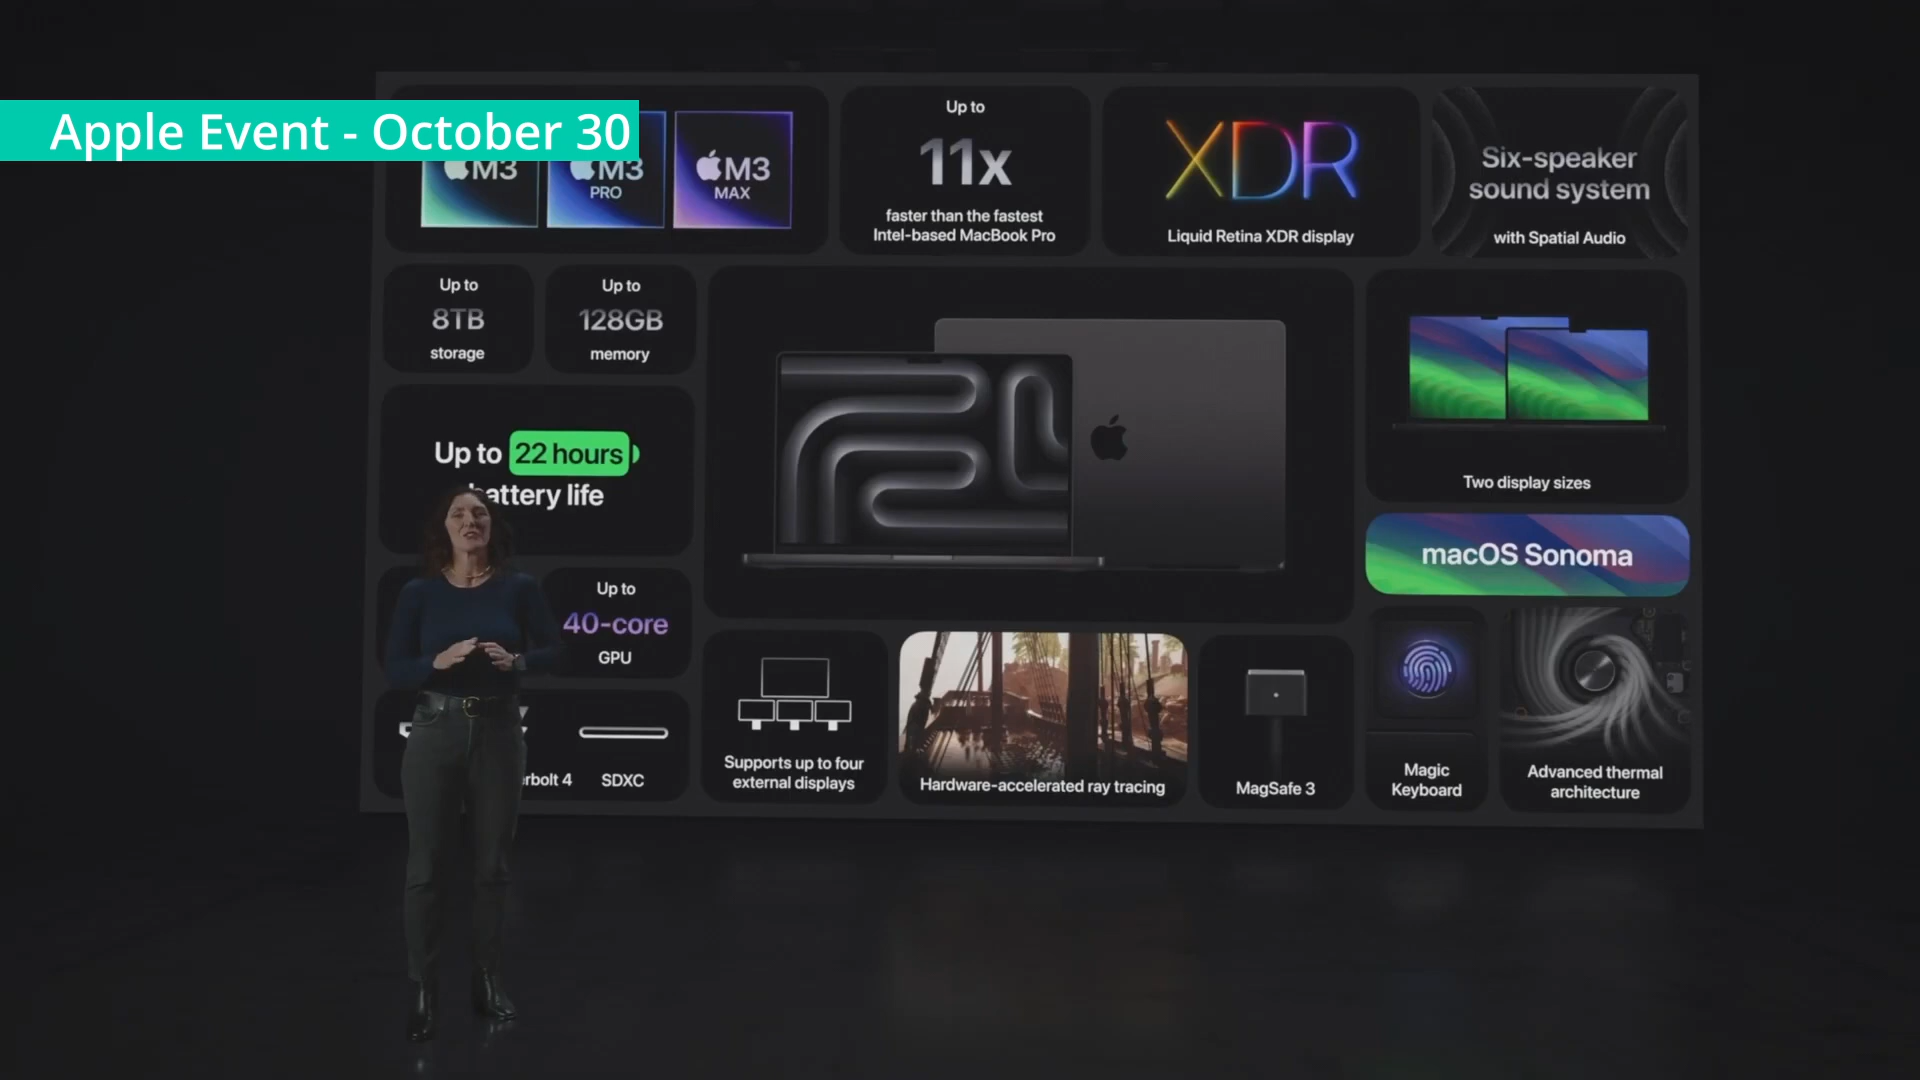 Apple Event - October 30
M3
M3
PRO
M3
MAX
Up to
11x
faster than the fastest
Intel-based MacBook Pro
XDR
Liquid Retina XDR display
Six-speaker
sound system
with Spatial Audio
Up to
8TB
storage
Up to
128GB
memory
Up to 22 hours
battery life
Two display sizes
macOS Sonoma
Up to
40-core
GPU
rbolt 4
SDXC
Supports up to four
external displays
Hardware-accelerated ray tracing
MagSafe 3
Magic
Keyboard
Advanced thermal
architecture